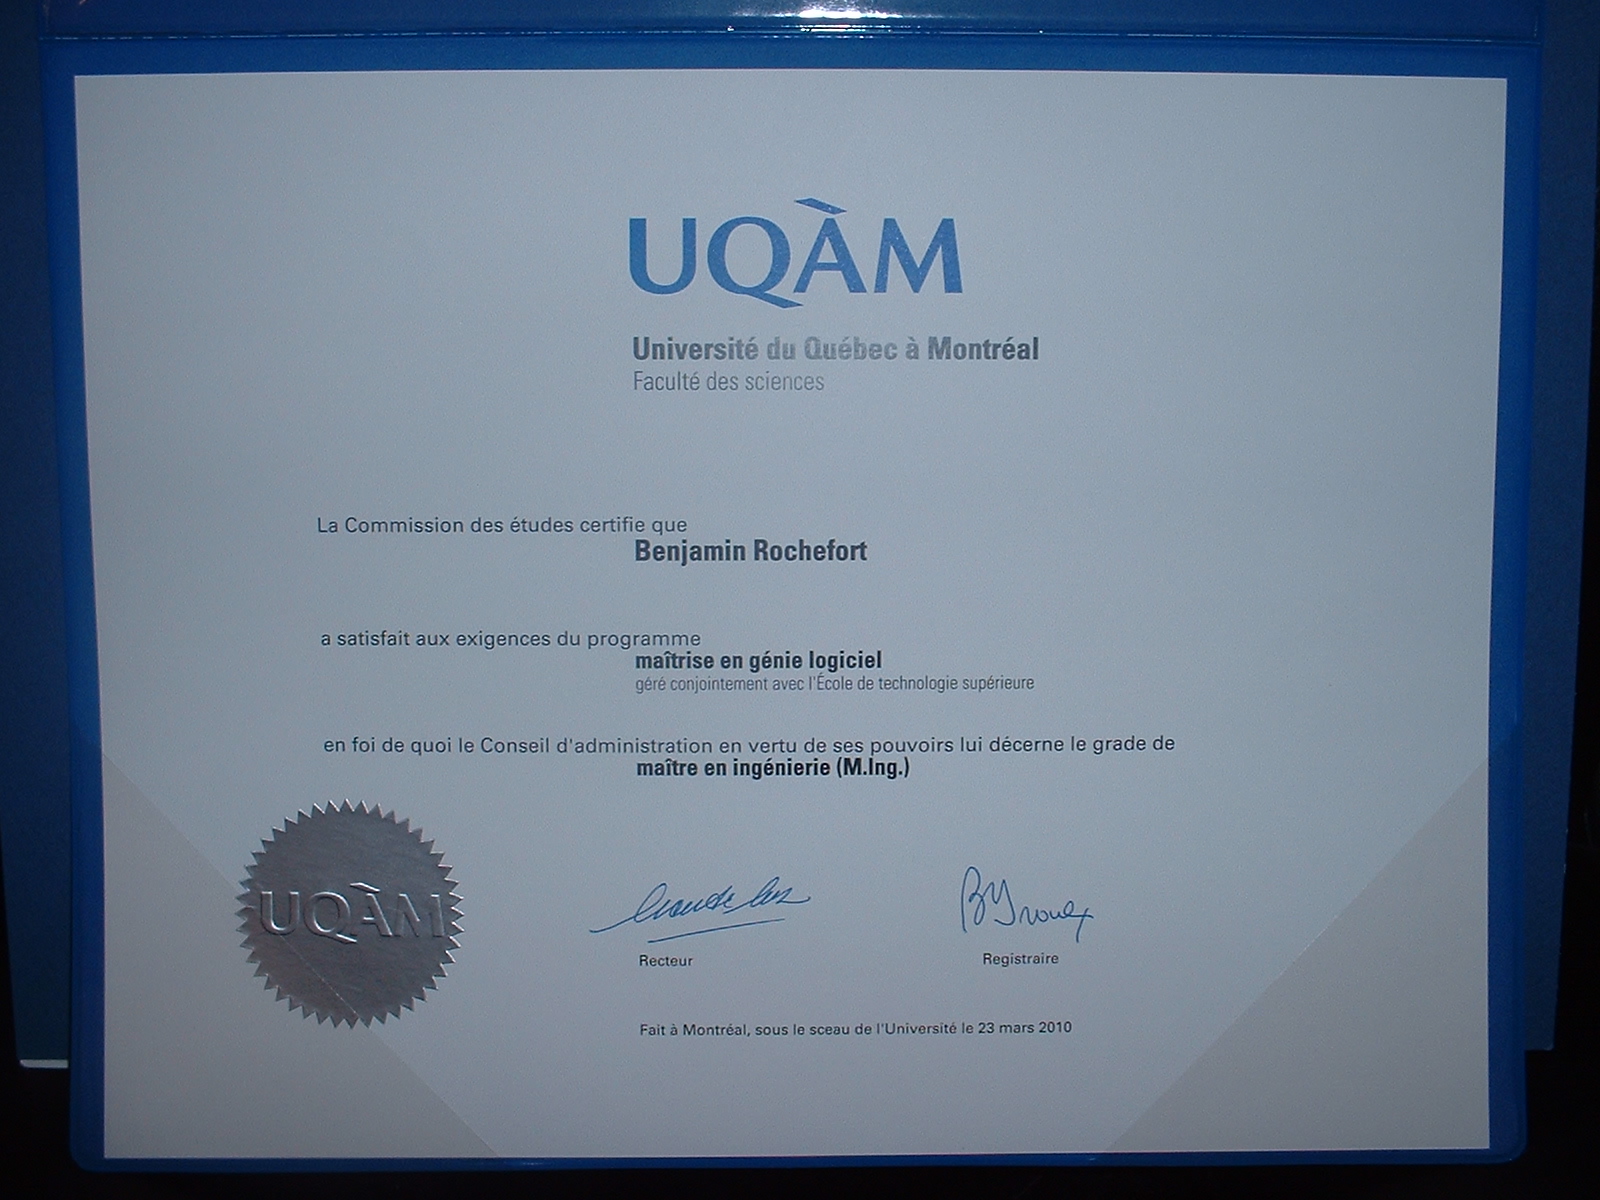 UQÀM
Université du Québec à Montréal
Faculté des sciences
La Commission des études certifie que
Benjamin Rochefort
a satisfait aux exigences du programme
maîtrise en génie logiciel
géré conjointement avec l'École de technologie supérieure
en foi de quoi le Conseil d'administration en vertu de ses pouvoirs lui décerne le grade de
maître en ingénierie (M.Ing.)
UQÀM
Recteur
Registraire
Fait à Montréal, sous le sceau de l'Université le 23 mars 2010